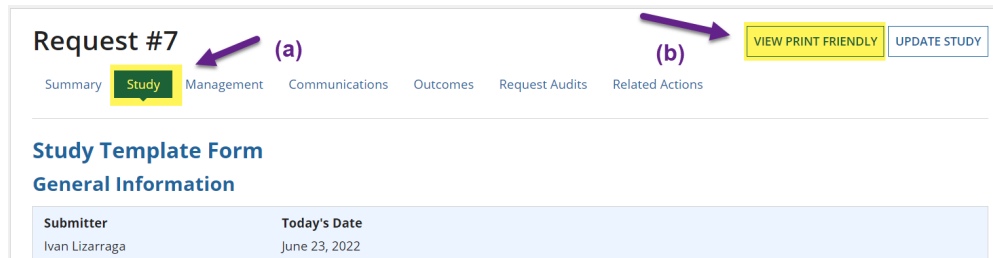 Request #7
(a)
(b)
VIEW PRINT FRIENDLY UPDATE STUDY
Summary Study Management Communications Outcomes Request Audits Related Actions
Study Template Form
General Information
Submitter Today's Date
Ivan Lizarraga June 23, 2022